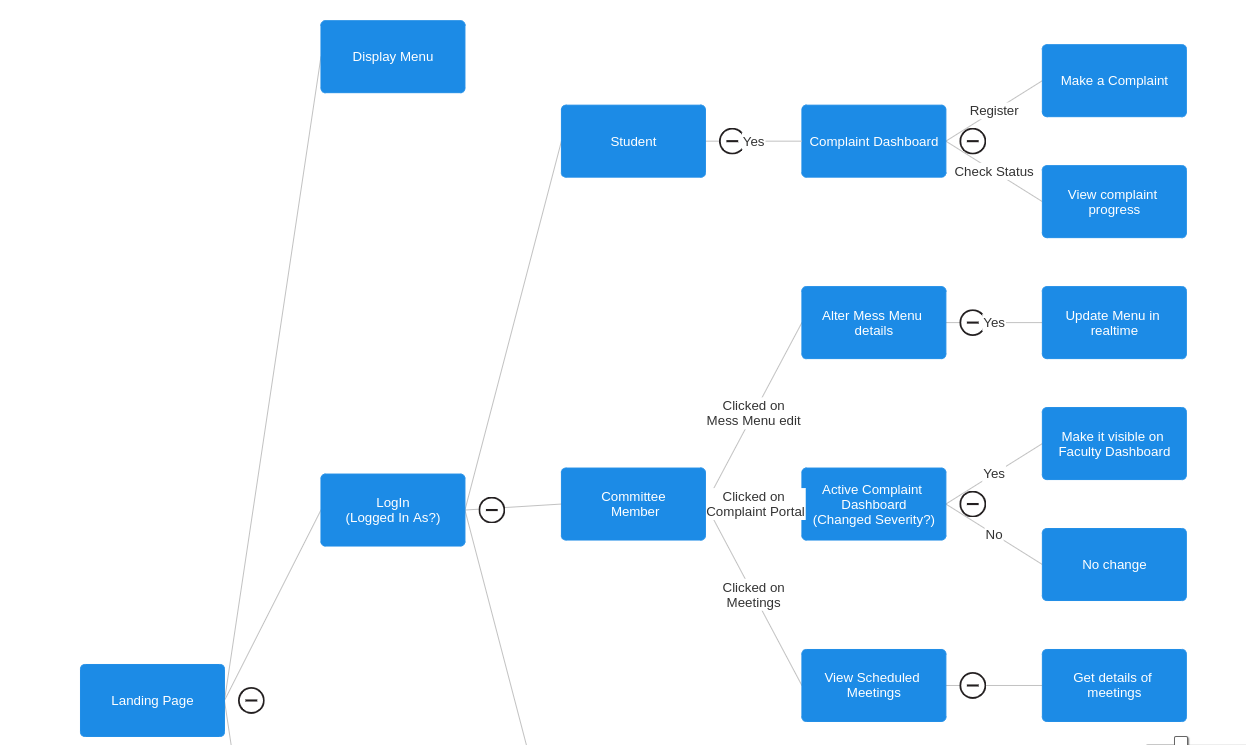 Display Menu
Make a Complaint
Register
Student
Yes
Complaint Dashboard
Check Status
View complaint
progress
Alter Mess Menu
details
Yes
Update Menu in
realtime
Clicked on
Mess Menu edit
Make it visible on
Faculty Dashboard
Yes
LogIn
(Logged In As?)
Committee
Member
Clicked on
Complaint Portal
Active Complaint
Dashboard
(Changed Severity?)
No
No change
Clicked on
Meetings
Landing Page
View Scheduled
Meetings
Get details of
meetings